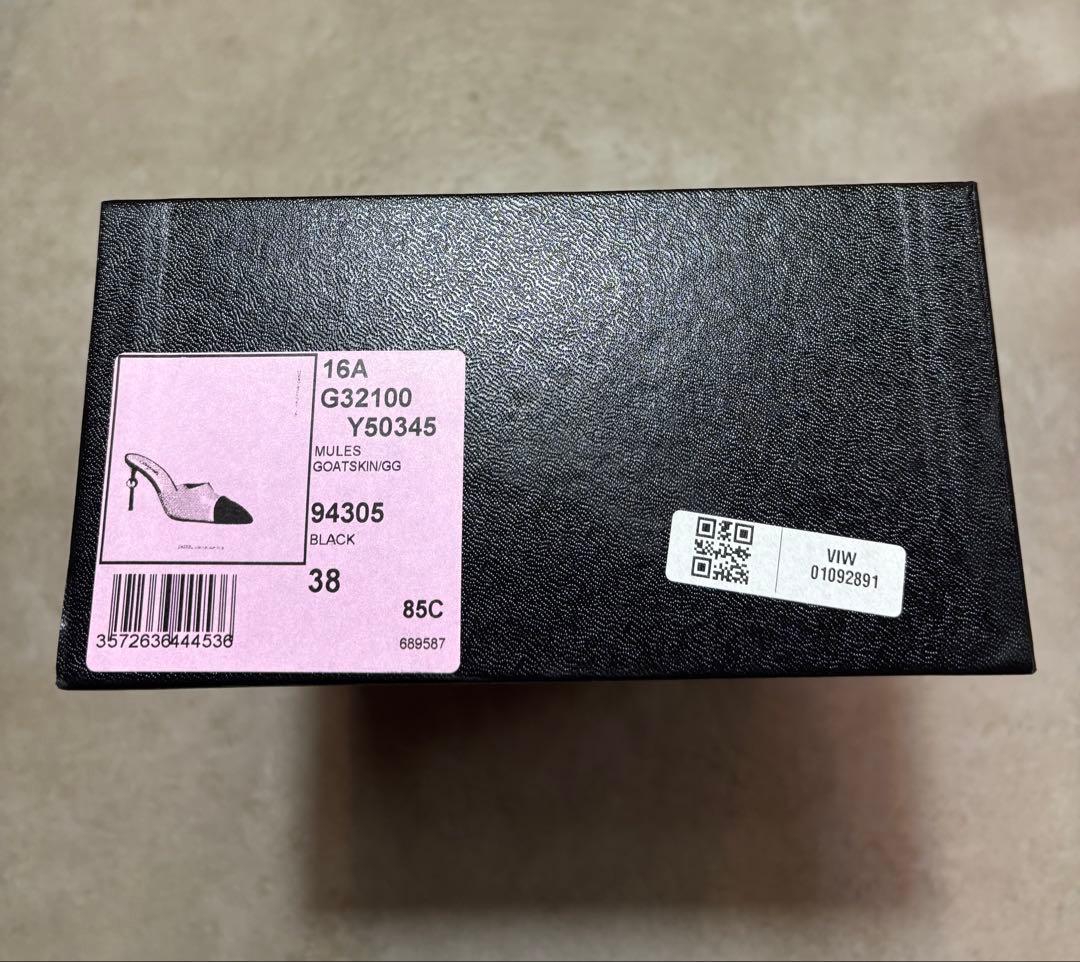 16A
G32100
Y50345
MULES
GOATSKIN/GG
94305
BLACK
38
85C
3572636444536
689587
VIW
01092891